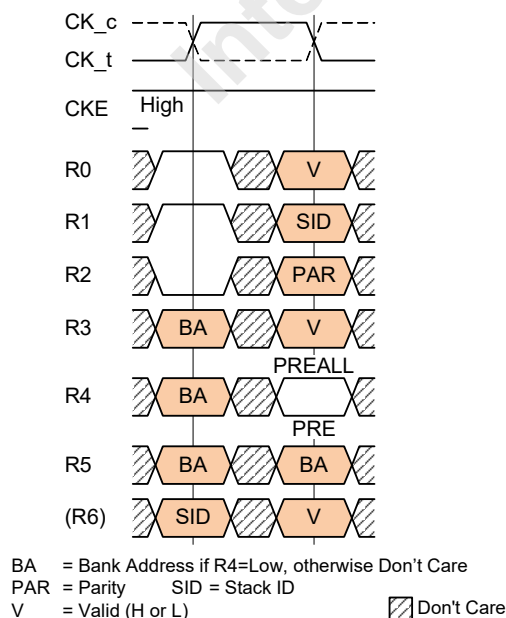 CK_c
CK_t
CKE High
R0 V
R1 SID
R2 PAR
R3 BA V
PREALL
R4 BA
PRE
R5 BA BA
(R6) SID V
BA = Bank Address if R4=Low, otherwise Don't Care
PAR = Parity SID = Stack ID
V = Valid (H or L) Don't Care